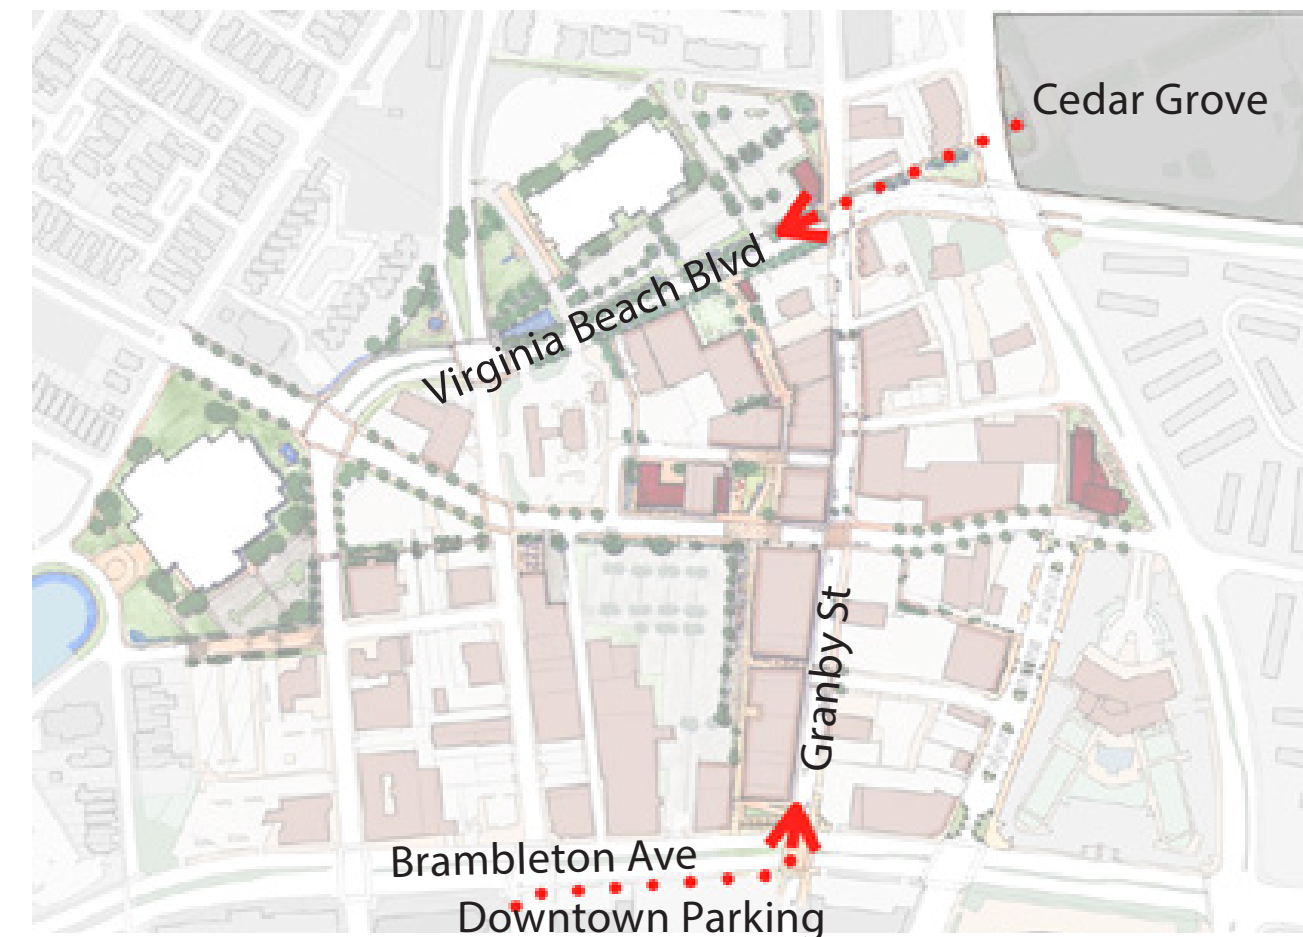 Cedar Grove
Virginia Beach Blvd
Granby St
Brambleton Ave
Downtown Parking